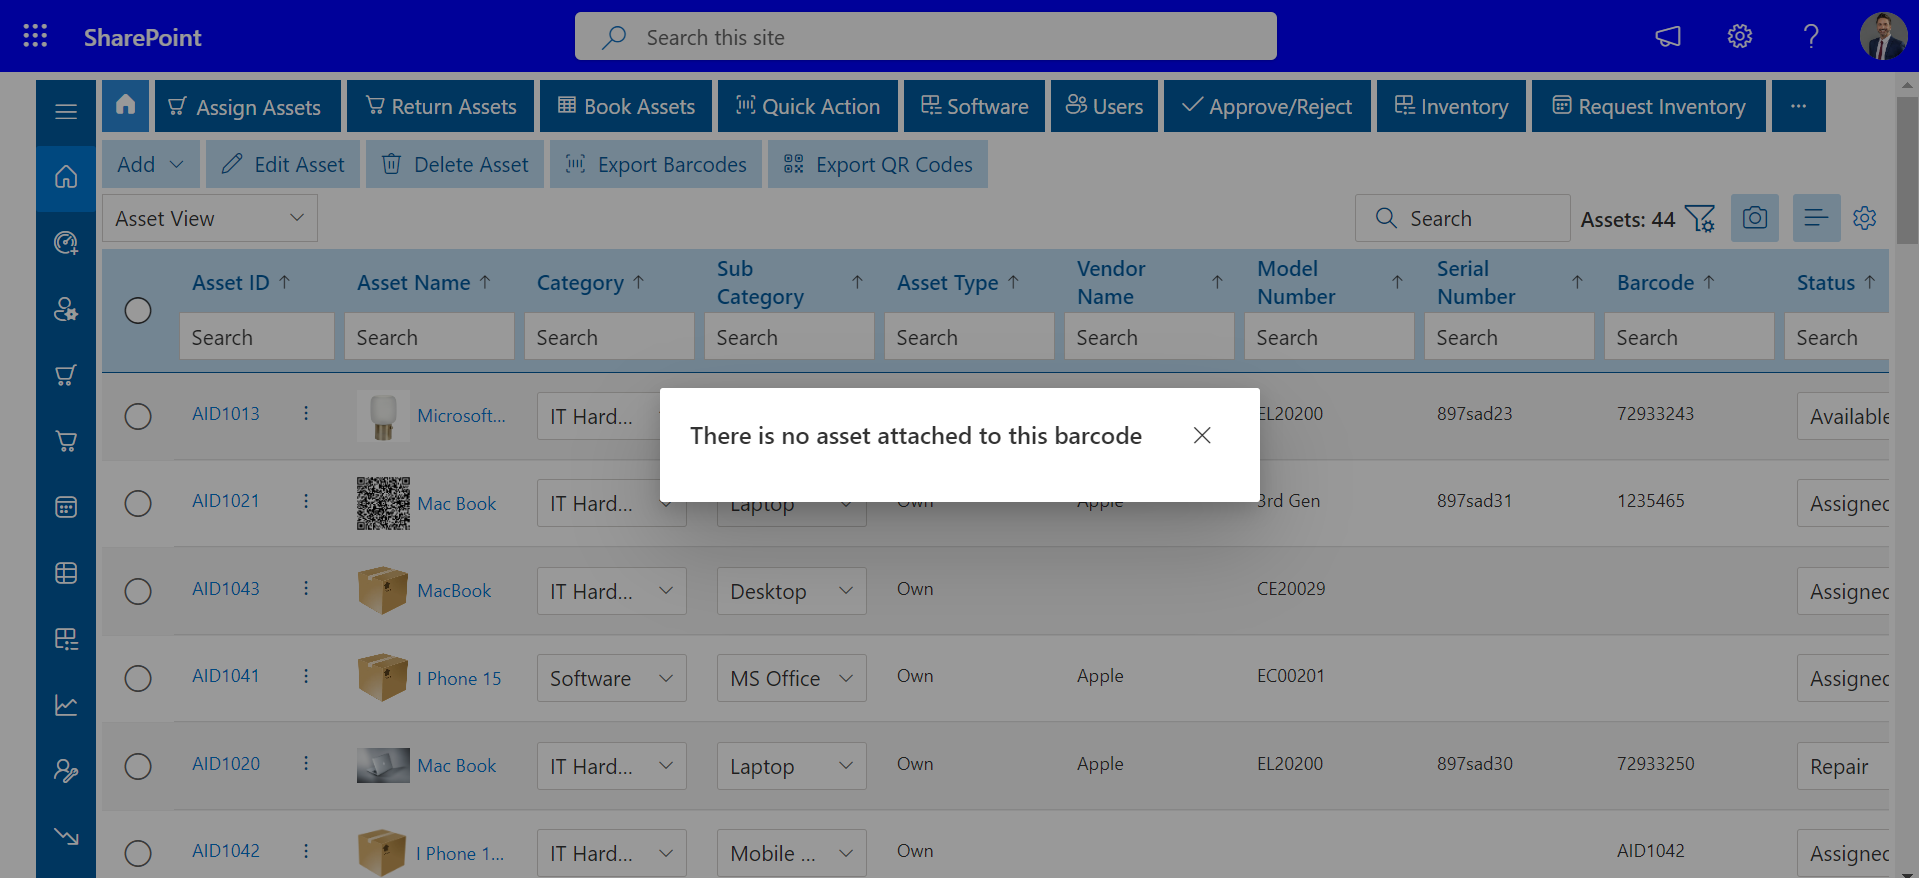 SharePoint
Search this site
Assign Assets
Return Assets
Book Assets
Quick Action
Software
Users
Approve/Reject
Inventory
Request Inventory
Add
Edit Asset
Delete Asset
Export Barcodes
Export QR Codes
Asset View
Search
Assets: 44
Asset ID
Asset Name
Category
Sub Category
Asset Type
Vendor Name
Model Number
Serial Number
Barcode
Status
Search Search Search Search Search Search Search Search Search Search
There is no asset attached to this barcode
AID1013 Microsoft... IT Hard... EL20200 897sad23 72933243 Available
AID1021 Mac Book IT Hard... Laptop Own Apple 3rd Gen 897sad31 1235465 Assigned
AID1043 MacBook IT Hard... Desktop Own CE20029 Assigned
AID1041 I Phone 15 Software MS Office Own Apple EC00201 Assigned
AID1020 Mac Book IT Hard... Laptop Own Apple EL20200 897sad30 72933250 Repair
AID1042 I Phone 1... IT Hard... Mobile ... Own AID1042 Assigned